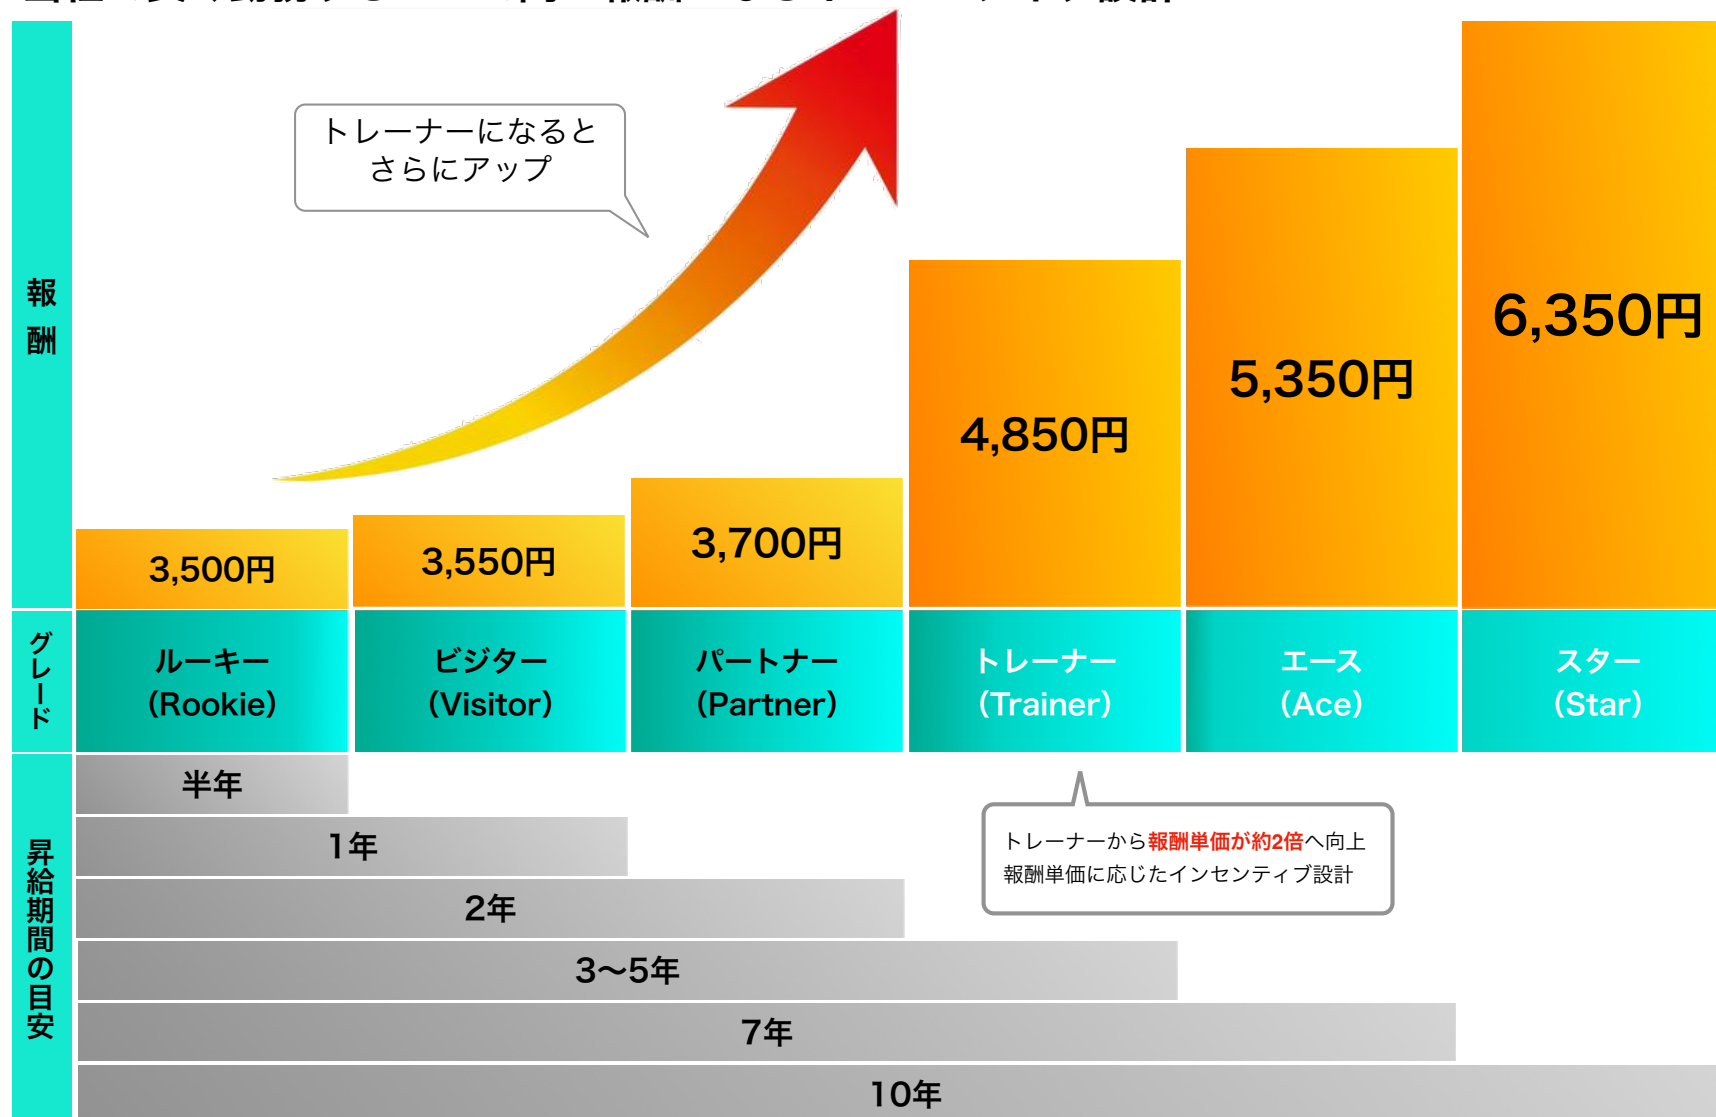 トレーナーになると
さらにアップ
報酬
3,500円
3,550円
3,700円
4,850円
5,350円
6,350円
グレード
ルーキー
（Rookie）
ビジター
（Visitor）
パートナー
（Partner）
トレーナー
（Trainer）
エース
（Ace）
スター
（Star）
昇給期間の目安
半年
1年
2年
3〜5年
7年
10年
トレーナーから報酬単価が約2倍へ向上
報酬単価に応じたインセンティブ設計